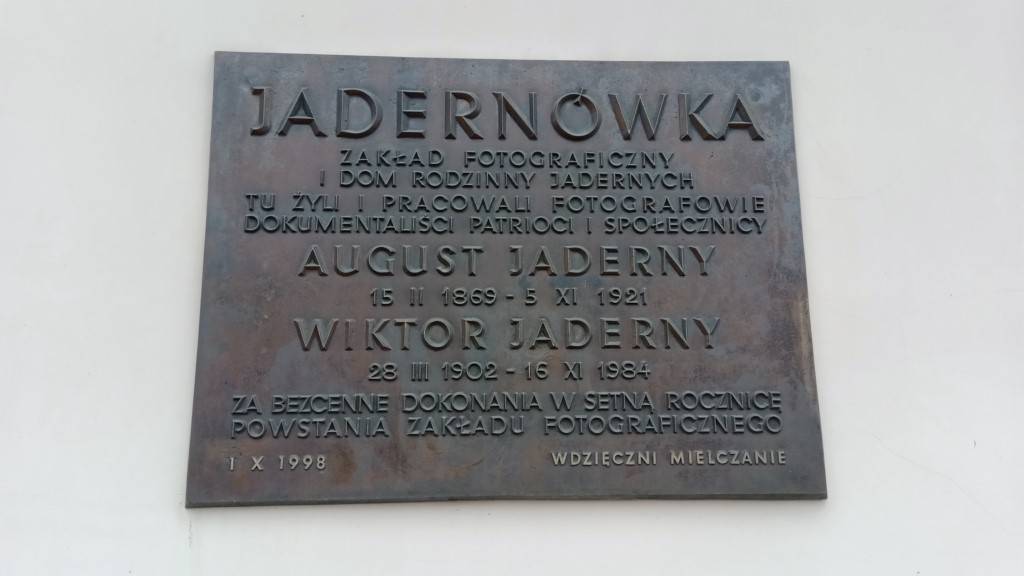 JADERNÓWKA
ZAKŁAD FOTOGRAFICZNY
I DOM RODZINNY JADERNYCH
TU ŻYLI I PRACOWALI FOTOGRAFOWIE
DOKUMENTALIŚCI PATRIOCI I SPOŁECZNICY
AUGUST JADERNY
15 II 1869 - 5 XI 1921
WIKTOR JADERNY
28 III 1902 - 16 XI 1984
ZA BEZCENNE DOKONANIA W SETNĄ ROCZNICE
POWSTANIA ZAKŁADU FOTOGRAFICZNEGO
I X 1998 WDZIĘCZNI MIELCZANIE